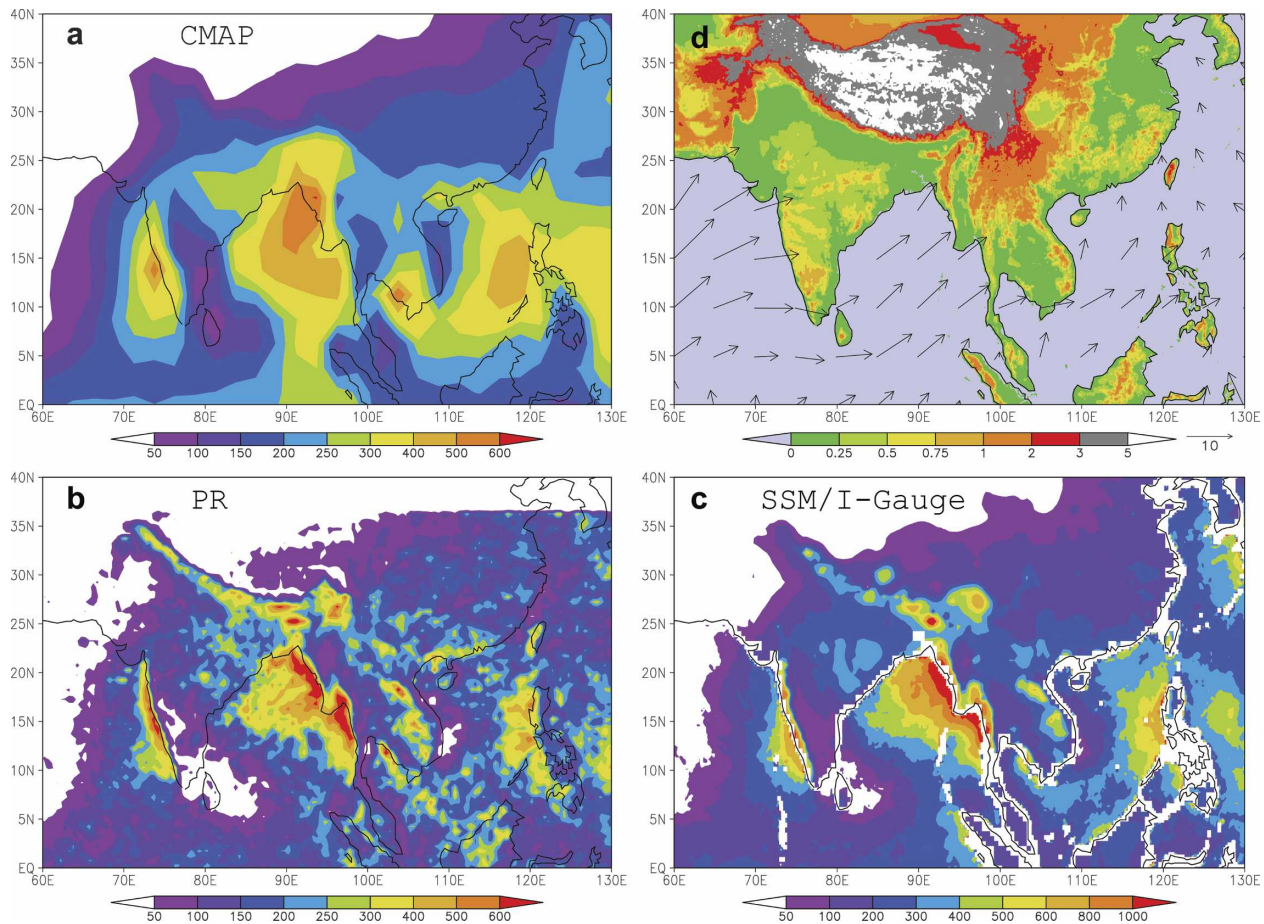 a CMAP
40N
35N
30N
25N
20N
15N
10N
5N
EQ
60E 70E 80E 90E 100E 110E 120E 130E
50 100 150 200 250 300 400 500 600
d
40N
35N
30N
25N
20N
15N
10N
5N
EQ
60E 70E 80E 90E 100E 110E 120E 130E
0 0.25 0.5 0.75 1 2 3 5 10
b PR
40N
35N
30N
25N
20N
15N
10N
5N
EQ
60E 70E 80E 90E 100E 110E 120E 130E
50 100 150 200 250 300 400 500 600
c SSM/I-Gauge
40N
35N
30N
25N
20N
15N
10N
5N
EQ
60E 70E 80E 90E 100E 110E 120E 130E
50 100 200 300 400 500 600 800 1000